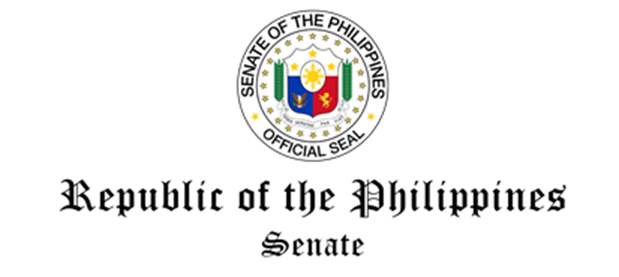 SENATE OF THE PHILIPPINES
OFFICIAL SEAL
Republic of the Philippines
Senate